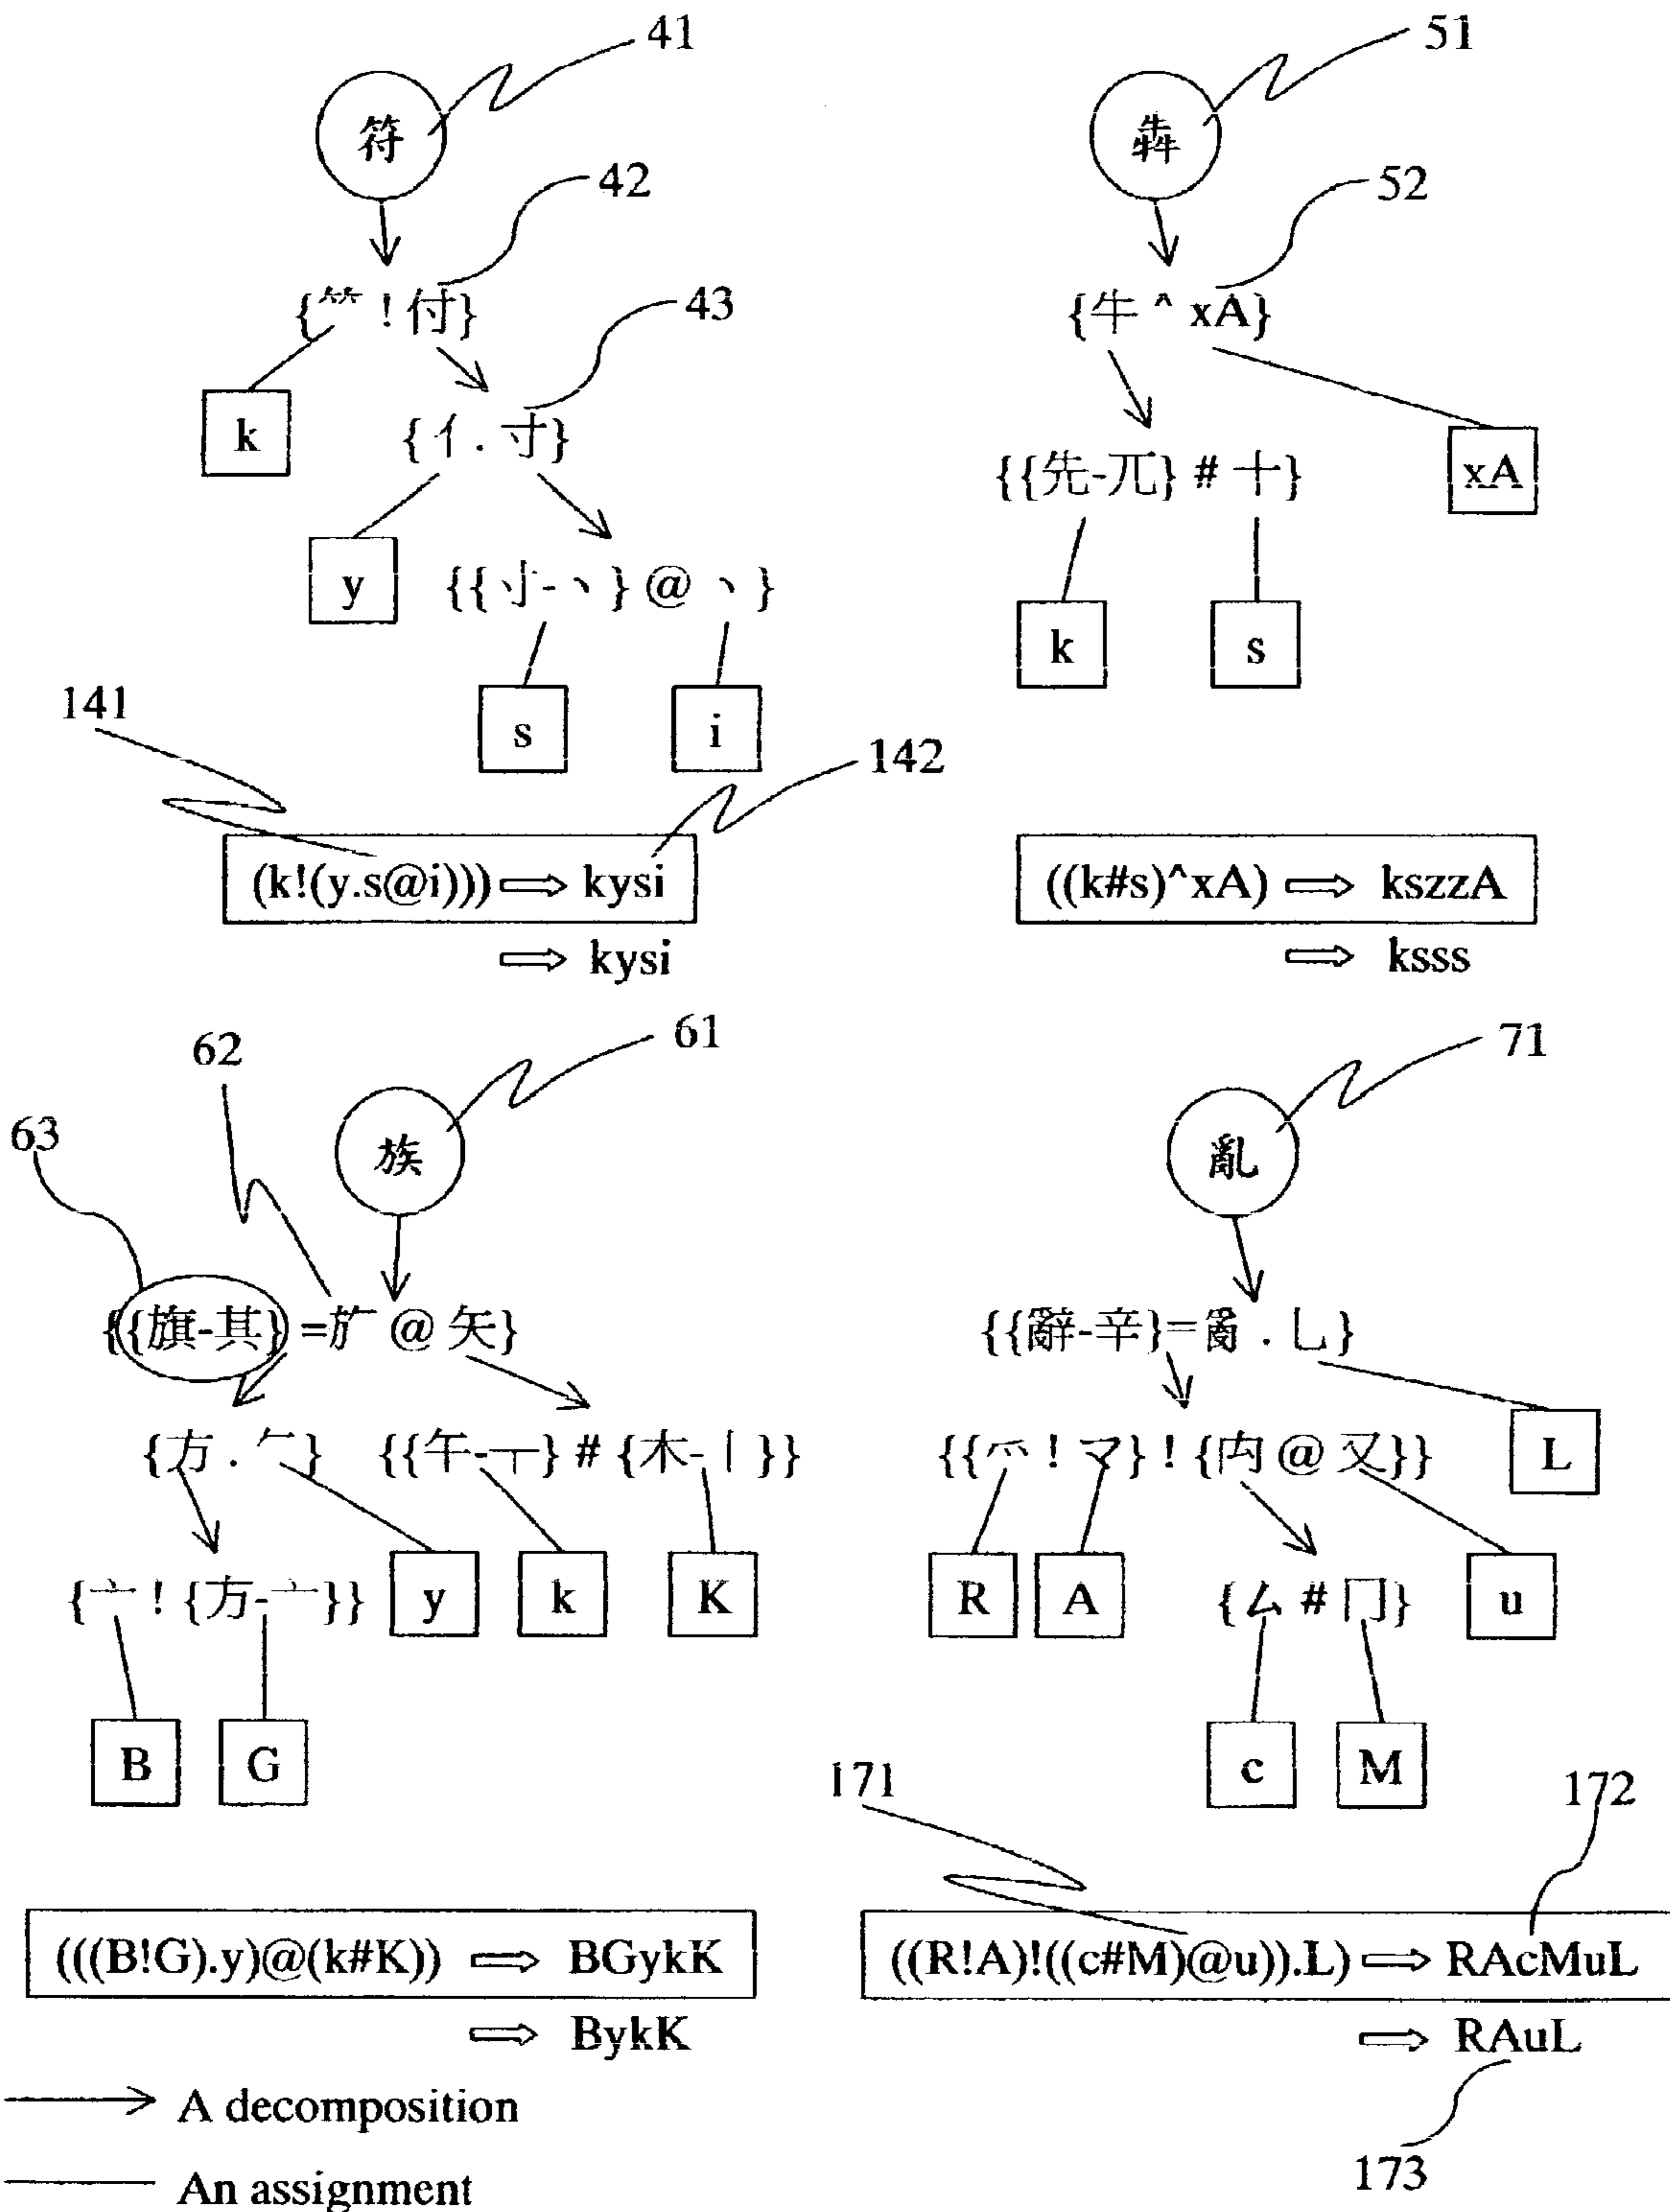 41
符
42
{⺮ ! 付}
43
k
{亻. 寸}
y
{{ 寸-丶} @ 丶}
s
i
141
142
(k!(y.s@i))) ⇨ kysi
⇨ kysi
51
犇
52
{牛 ^ xA}
{{先-兀} # 十}
xA
k
s
((k#s)^xA) ⇨ kszzA
⇨ ksss
61
62
63
族
{{旗-其} = @ 矢}
{方 . 𠂉}
{{午-丅} # {木-丨}}
{亠 ! {方-亠}}
y
k
K
B
G
(((B!G).y)@(k#K)) ⇨ BGykK
⇨ BykK
71
亂
{{辭-辛}=𤔔 . 乚}
{{爫 ! マ} ! {禸 @ 又}}
L
R
A
{厶 # 冂}
u
c
M
171
172
((R!A)!((c#M)@u)).L) ⇨ RAcMuL
⇨ RAuL
173
→ A decomposition
— An assignment